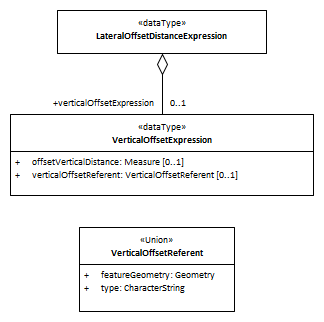 «dataType»
LateralOffsetDistanceExpression
+verticalOffsetExpression 0..1
«dataType»
VerticalOffsetExpression
+ offsetVerticalDistance: Measure [0..1]
+ verticalOffsetReferent: VerticalOffsetReferent [0..1]
«Union»
VerticalOffsetReferent
+ featureGeometry: Geometry
+ type: CharacterString